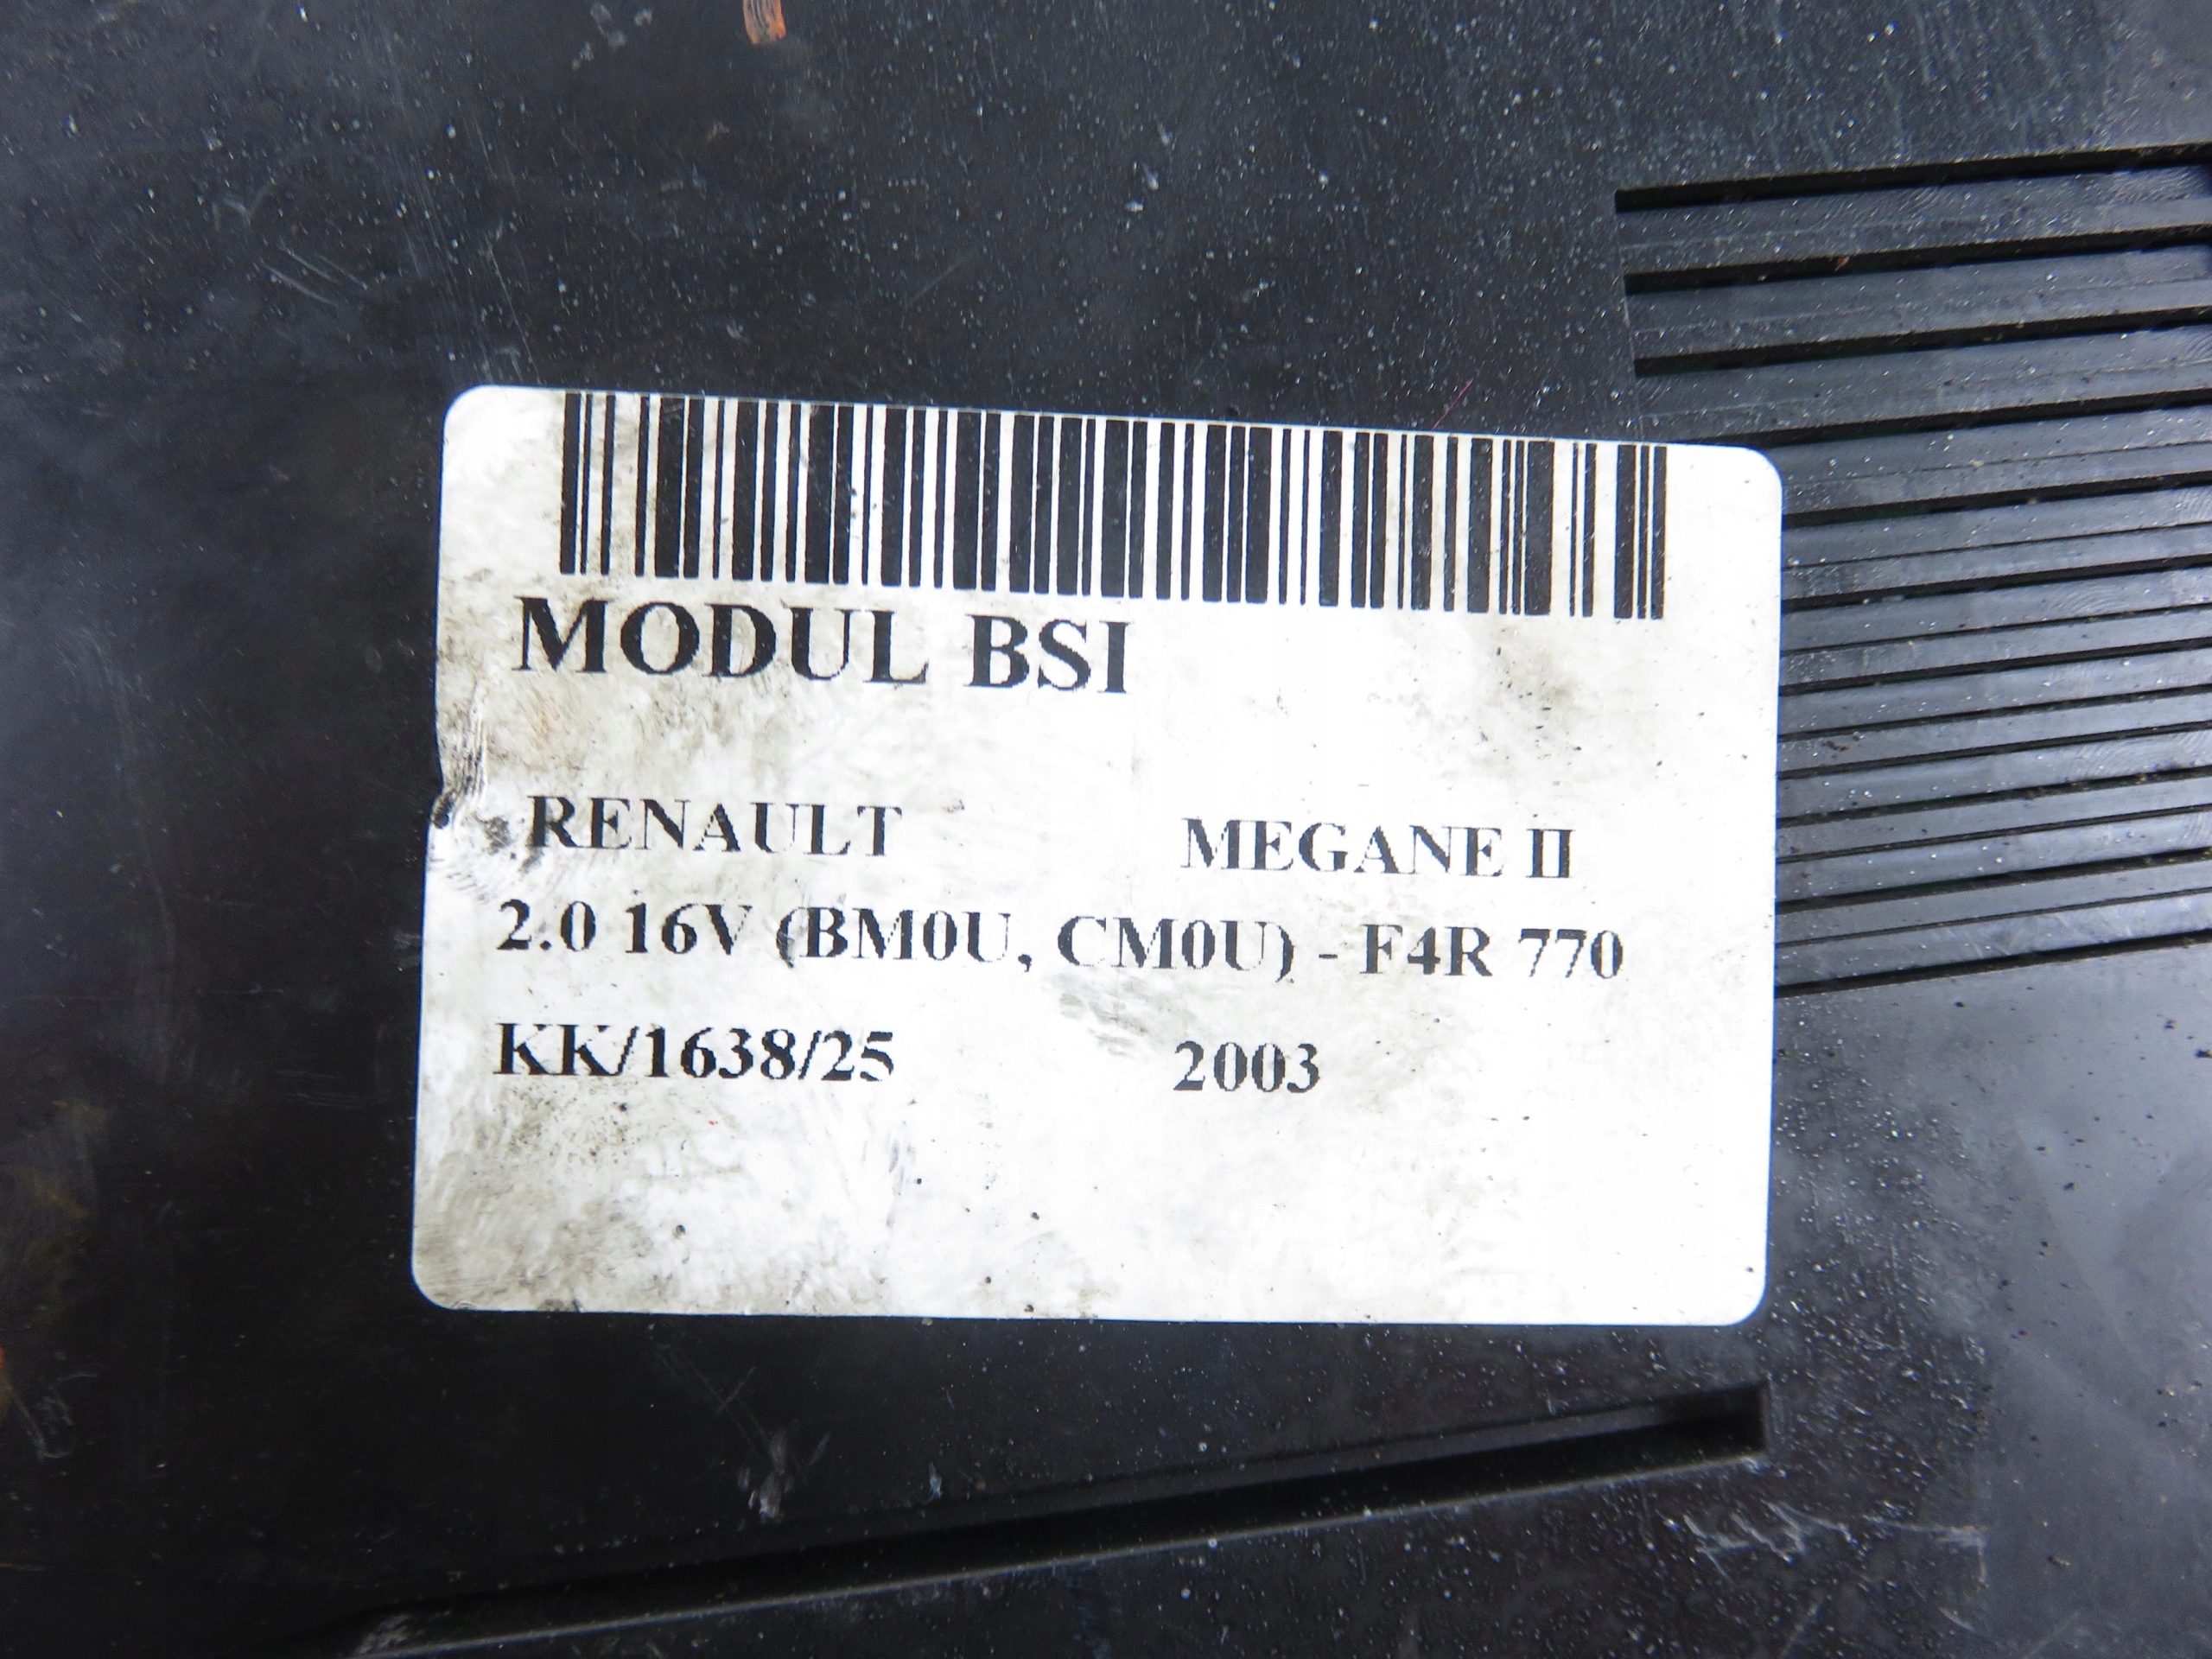 MODUL BSI
RENAULT MEGANE II
2.0 16V (BM0U, CM0U) - F4R 770
KK/1638/25 2003